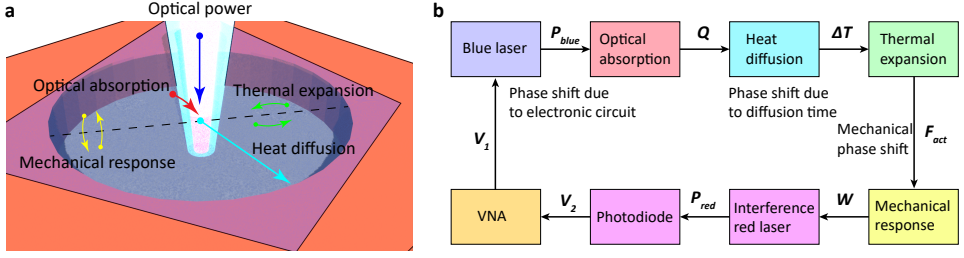 a
Optical power
Optical absorption
Thermal expansion
Mechanical response
Heat diffusion
b
Blue laser
P_blue
Optical
absorption
Q
Heat
diffusion
ΔT
Thermal
expansion
Phase shift due
to electronic circuit
Phase shift due
to diffusion time
Mechanical
phase shift
F_act
V_1
VNA
V_2
Photodiode
P_red
Interference
red laser
W
Mechanical
response